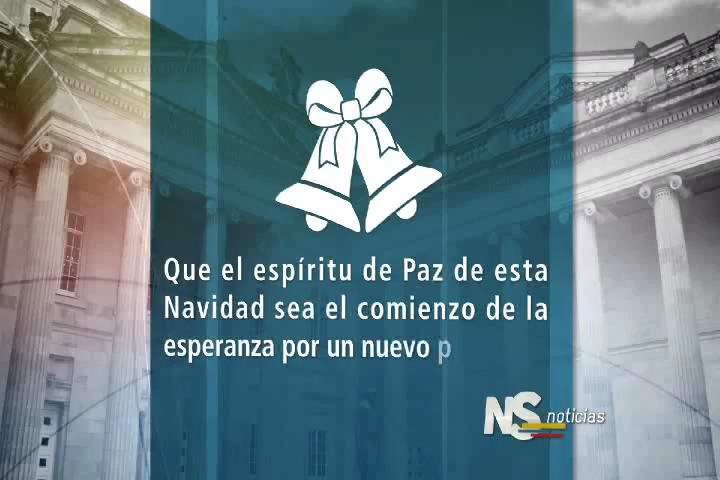 Que el espíritu de Paz de esta
Navidad sea el comienzo de la
esperanza por un nuevo p
NS noticias